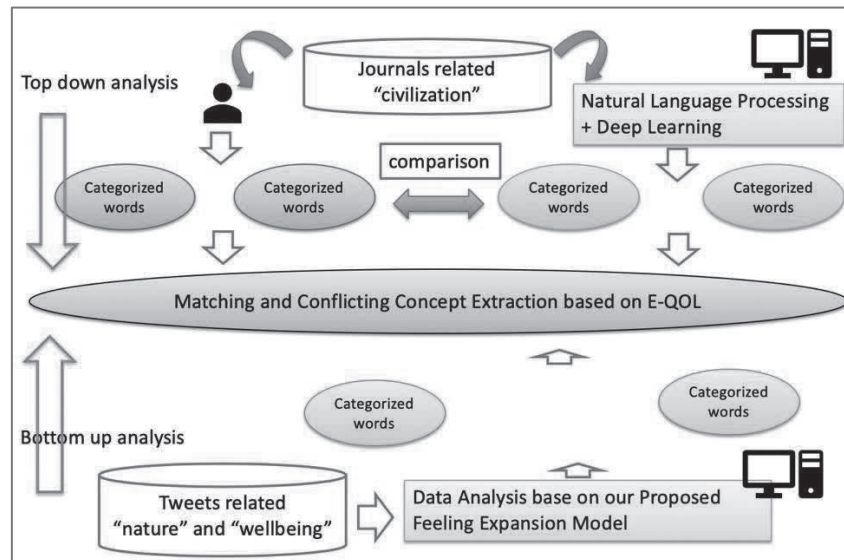 Journals related
“civilization”
Top down analysis
Natural Language Processing
+ Deep Learning
comparison
Categorized
words
Categorized
words
Categorized
words
Categorized
words
Matching and Conflicting Concept Extraction based on E-QOL
Categorized
words
Categorized
words
Bottom up analysis
Tweets related
“nature” and “wellbeing”
Data Analysis base on our Proposed
Feeling Expansion Model